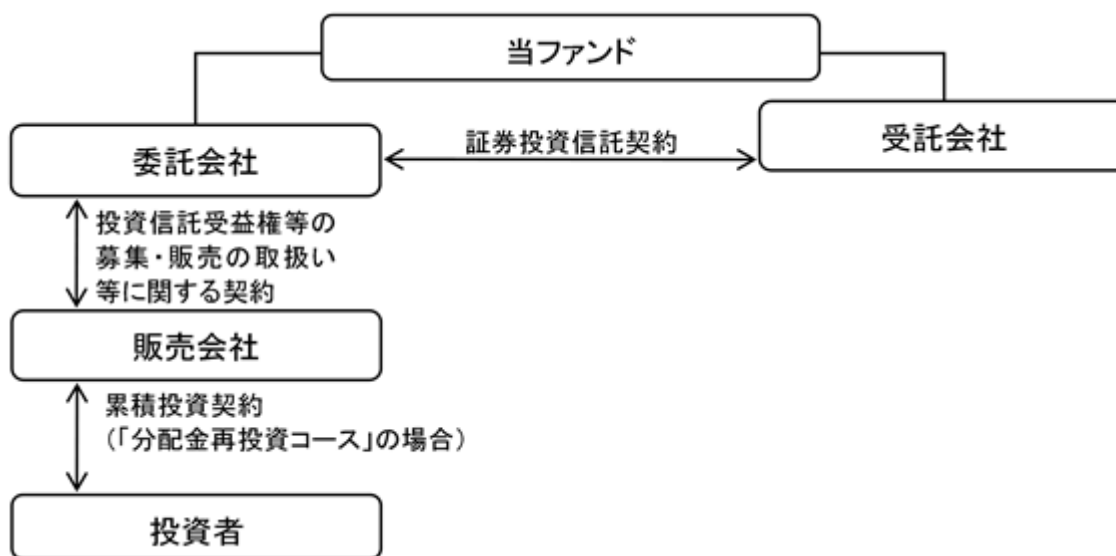 当ファンド
委託会社
証券投資信託契約
受託会社
投資信託受益権等の
募集・販売の取扱い
等に関する契約
販売会社
累積投資契約
(｢分配金再投資コース｣の場合)
投資者